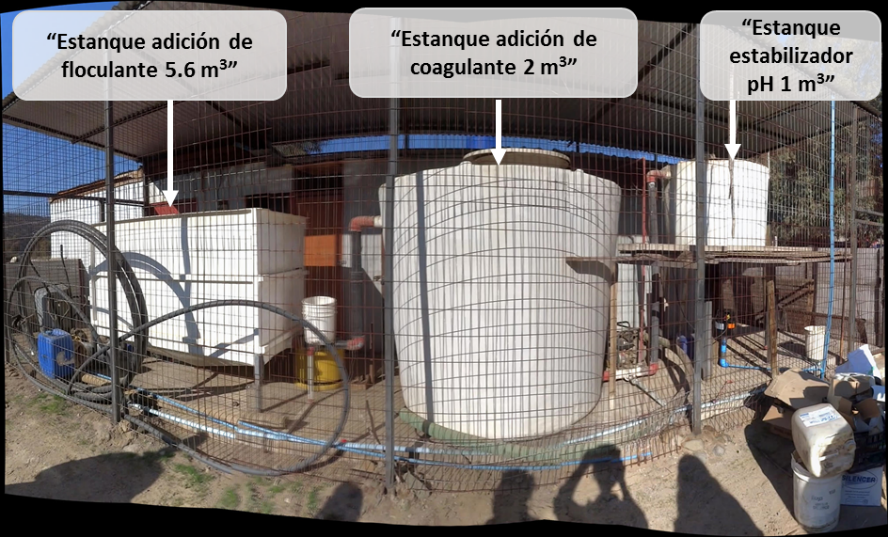 “Estanque adición de
floculante 5.6 m³”
“Estanque adición de
coagulante 2 m³”
“Estanque
estabilizador
pH 1 m³”